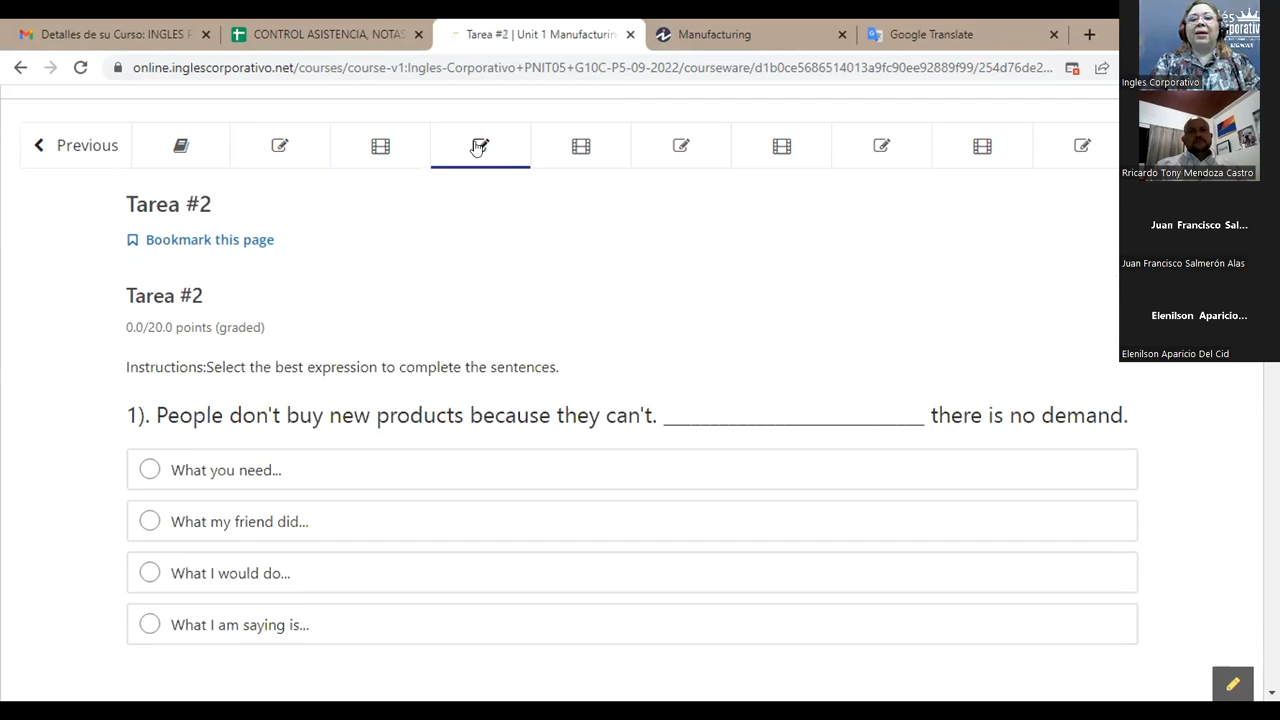 Detalles de su Curso: INGLES P
CONTROL ASISTENCIA, NOTAS
Tarea #2 | Unit 1 Manufacturin
Manufacturing
Google Translate
online.inglescorporativo.net/courses/course-v1:Ingles-Corporativo+PNIT05+G10C-P5-09-2022/courseware/d1b0ce5686514013a9fc90ee92889f99/254d76de2...
Ingles Corporativo
Rricardo Tony Mendoza Castro
Juan Francisco Sal...
Juan Francisco Salmerón Alas
Elenilson Aparicio...
Elenilson Aparicio Del Cid
Previous
Tarea #2
Bookmark this page
Tarea #2
0.0/20.0 points (graded)
Instructions:Select the best expression to complete the sentences.
1). People don't buy new products because they can't. __________________________ there is no demand.
What you need...
What my friend did...
What I would do...
What I am saying is...